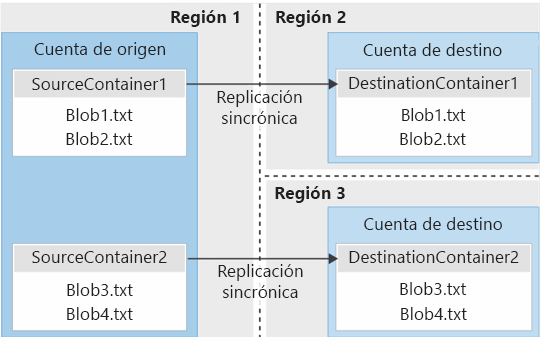 Región 1
Cuenta de origen
SourceContainer1
Blob1.txt
Blob2.txt
Replicación
sincrónica
Región 2
Cuenta de destino
DestinationContainer1
Blob1.txt
Blob2.txt
SourceContainer2
Blob3.txt
Blob4.txt
Replicación
sincrónica
Región 3
Cuenta de destino
DestinationContainer2
Blob3.txt
Blob4.txt